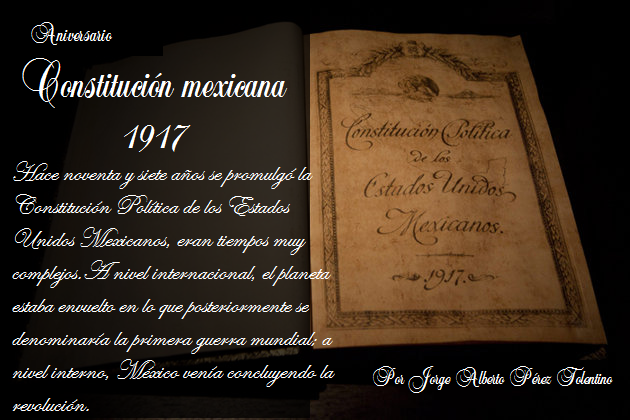 Aniversario
Constitución mexicana
1917
Hace noventa y siete años se promulgó la
Constitución Política de los Estados
Unidos Mexicanos, eran tiempos muy
complejos. A nivel internacional, el planeta
estaba envuelto en lo que posteriormente se
denominaría la primera guerra mundial; a
nivel interno, México venía concluyendo la
revolución.
Constitución Política
de los
Estados Unidos
Mexicanos.
1917.
Por Jorge Alberto Pérez Tolentino